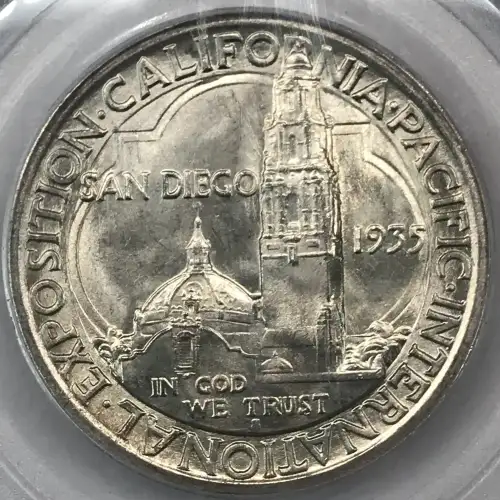 CALIFORNIA·PACIFIC·INTERNATIONAL·EXPOSITION·
SAN DIEGO
1935
IN GOD
WE TRUST
S